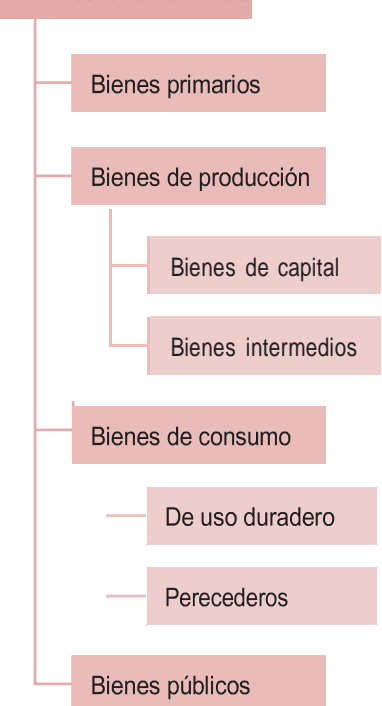 Bienes primarios
Bienes de producción
Bienes de capital
Bienes intermedios
Bienes de consumo
De uso duradero
Perecederos
Bienes públicos